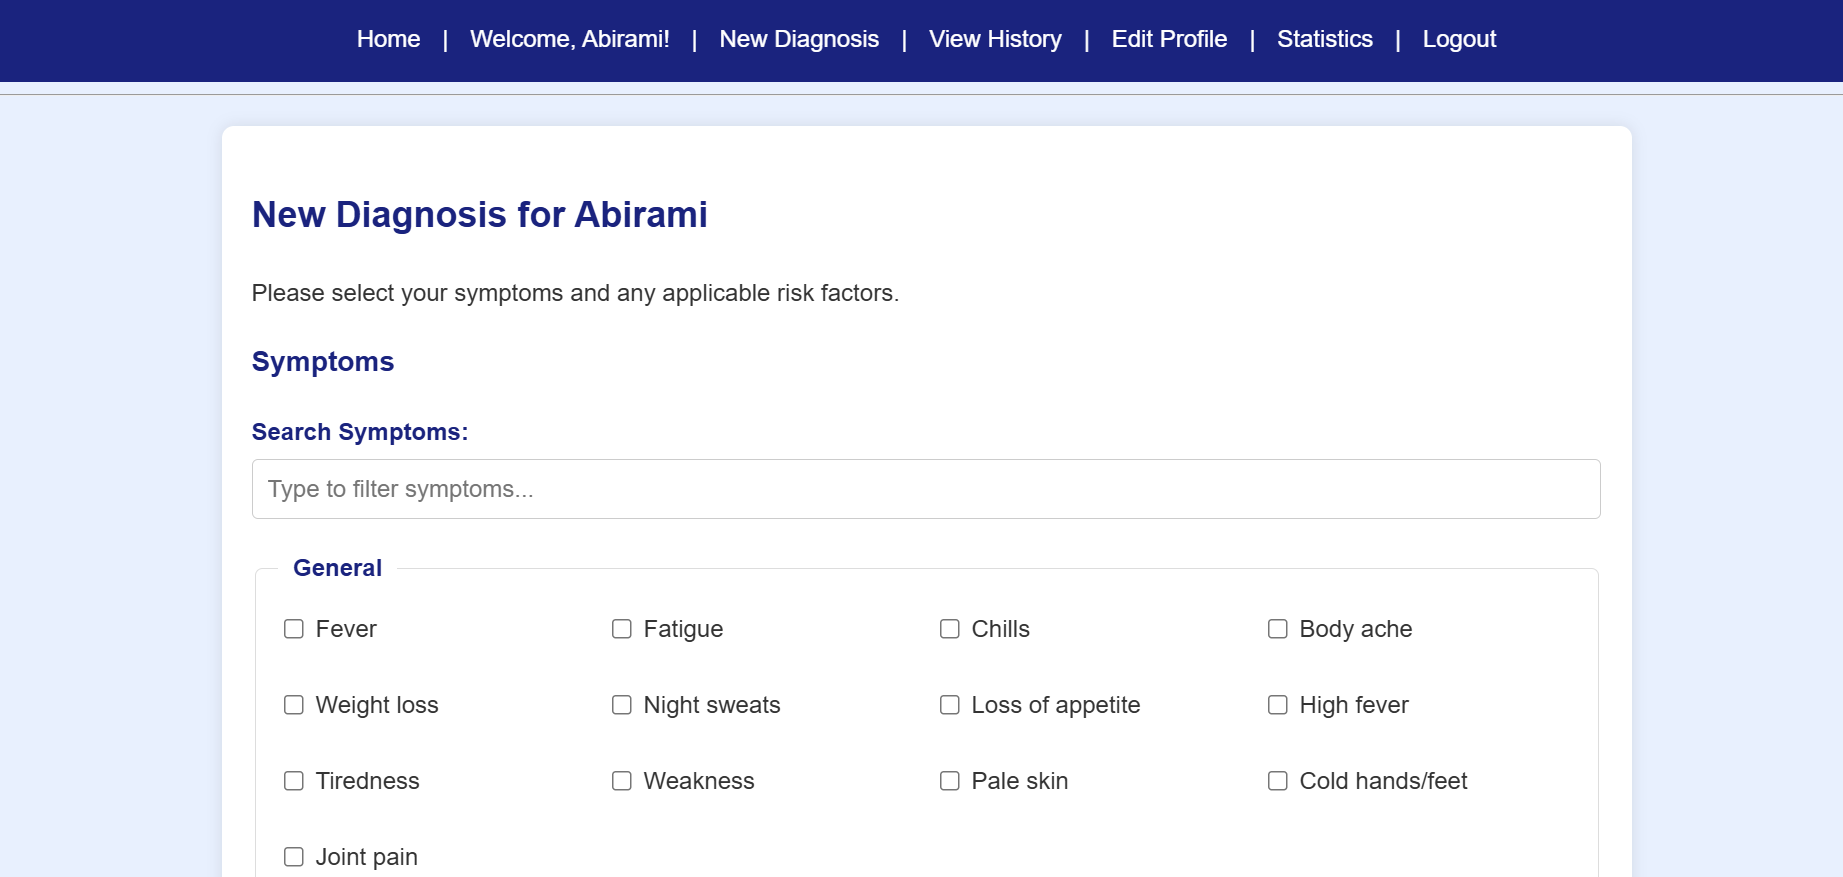 Home | Welcome, Abirami! | New Diagnosis | View History | Edit Profile | Statistics | Logout
New Diagnosis for Abirami
Please select your symptoms and any applicable risk factors.
Symptoms
Search Symptoms:
Type to filter symptoms...
General
Fever Fatigue Chills Body ache
Weight loss Night sweats Loss of appetite High fever
Tiredness Weakness Pale skin Cold hands/feet
Joint pain